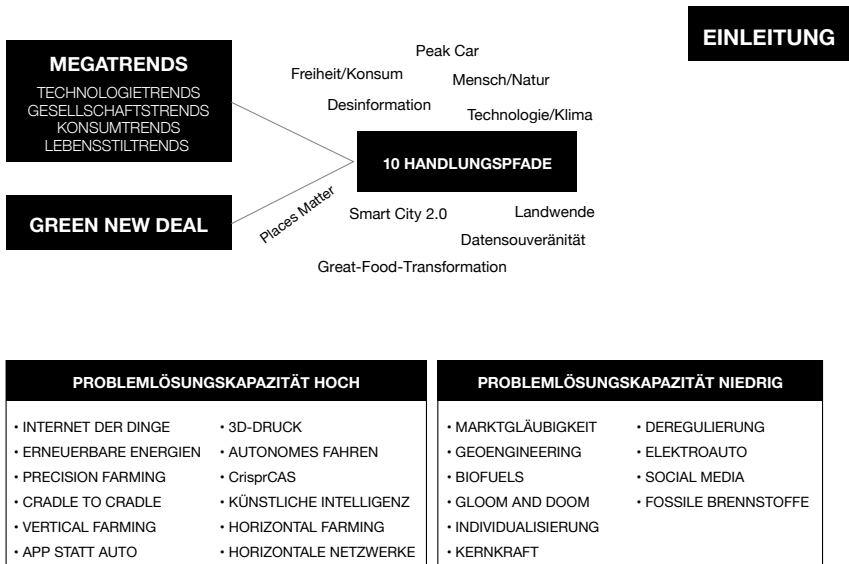 EINLEITUNG
MEGATRENDS
TECHNOLOGIETRENDS
GESELLSCHAFTSTRENDS
KONSUMTRENDS
LEBENSSTILTRENDS
GREEN NEW DEAL
Peak Car
Freiheit/Konsum
Mensch/Natur
Desinformation
Technologie/Klima
10 HANDLUNGSPFADE
Places Matter
Smart City 2.0
Landwende
Datensouveränität
Great-Food-Transformation
PROBLEMLÖSUNGSKAPAZITÄT HOCH
• INTERNET DER DINGE
• ERNEUERBARE ENERGIEN
• PRECISION FARMING
• CRADLE TO CRADLE
• VERTICAL FARMING
• APP STATT AUTO
• 3D-DRUCK
• AUTONOMES FAHREN
• CrisprCAS
• KÜNSTLICHE INTELLIGENZ
• HORIZONTAL FARMING
• HORIZONTALE NETZWERKE
PROBLEMLÖSUNGSKAPAZITÄT NIEDRIG
• MARKTGLÄUBIGKEIT
• GEOENGINEERING
• BIOFUELS
• GLOOM AND DOOM
• INDIVIDUALISIERUNG
• KERNKRAFT
• DEREGULIERUNG
• ELEKTROAUTO
• SOCIAL MEDIA
• FOSSILE BRENNSTOFFE